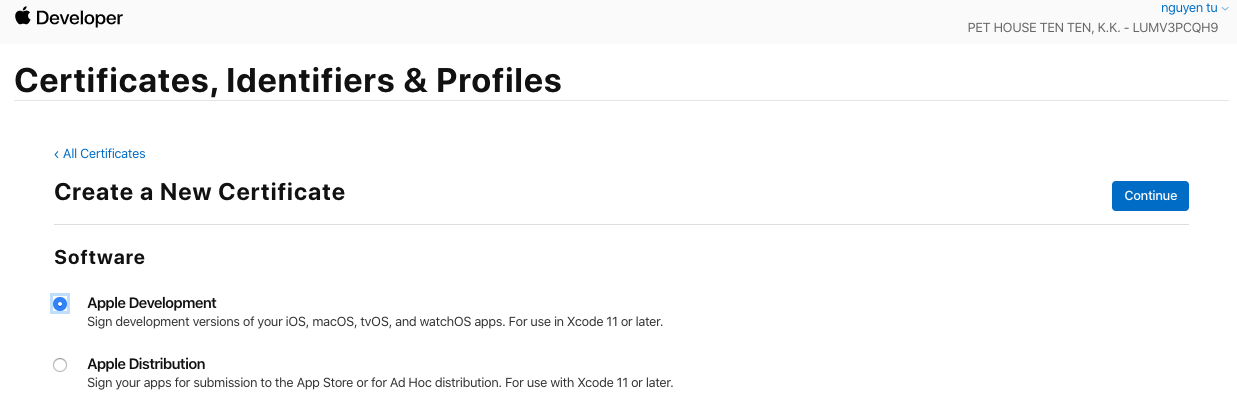 Developer
nguyen tu
PET HOUSE TEN TEN, K.K. - LUMV3PCQH9
Certificates, Identifiers & Profiles
‹ All Certificates
Create a New Certificate
Continue
Software
Apple Development
Sign development versions of your iOS, macOS, tvOS, and watchOS apps. For use in Xcode 11 or later.
Apple Distribution
Sign your apps for submission to the App Store or for Ad Hoc distribution. For use with Xcode 11 or later.